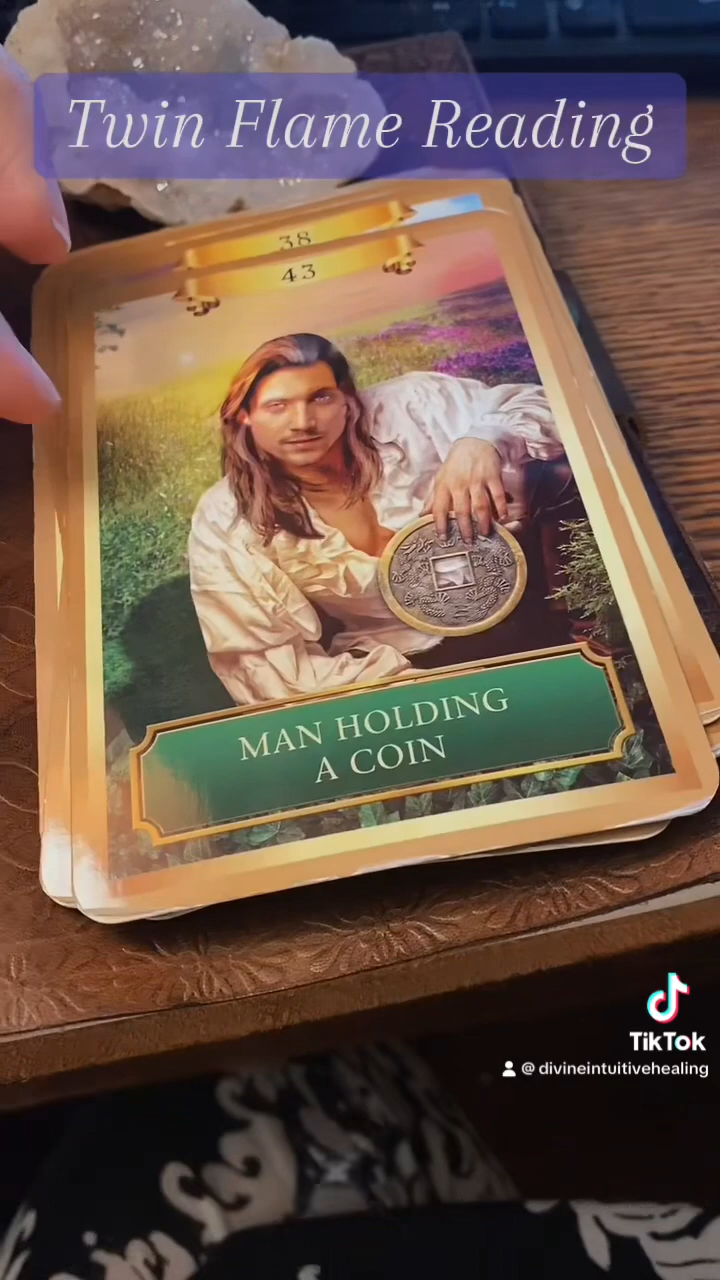 Twin Flame Reading
38
43
MAN HOLDING
A COIN
TikTok
@ divineintuitivehealing